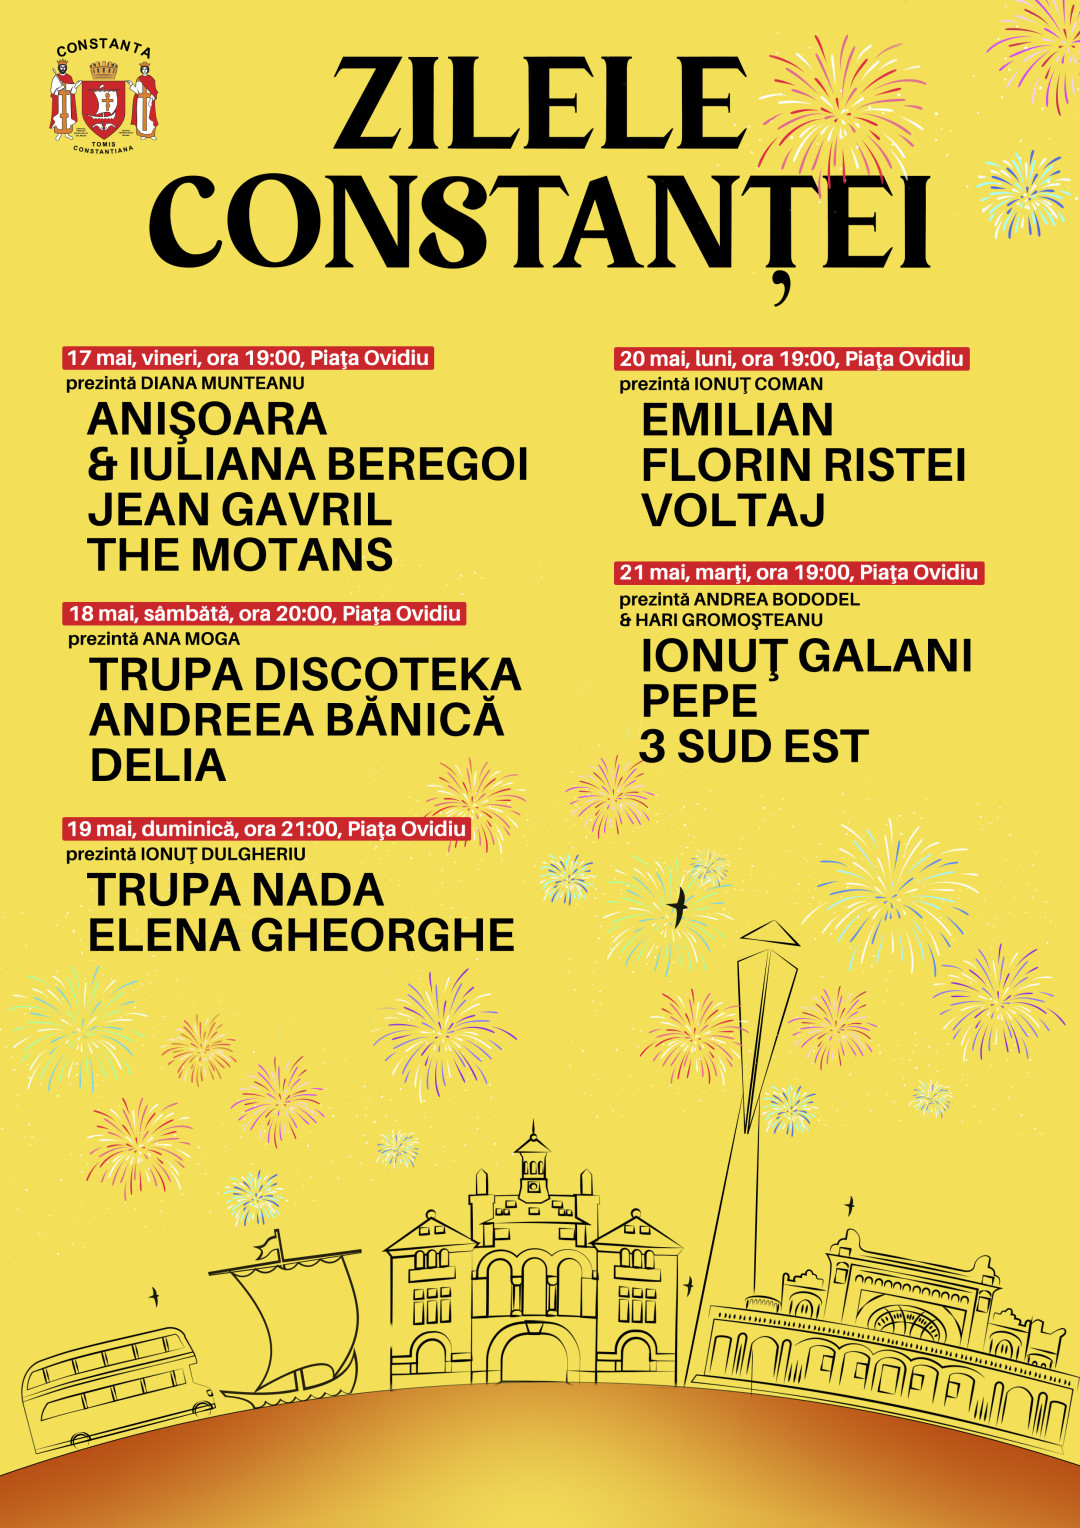 CONSTANTA
TOMIS
CONSTANTIANA
ZILELE
CONSTANȚEI
17 mai, vineri, ora 19:00, Piaţa Ovidiu
prezintă DIANA MUNTEANU
ANIŞOARA
& IULIANA BEREGOI
JEAN GAVRIL
THE MOTANS
18 mai, sâmbătă, ora 20:00, Piaţa Ovidiu
prezintă ANA MOGA
TRUPA DISCOTEKA
ANDREEA BĂNICĂ
DELIA
19 mai, duminică, ora 21:00, Piaţa Ovidiu
prezintă IONUŢ DULGHERIU
TRUPA NADA
ELENA GHEORGHE
20 mai, luni, ora 19:00, Piaţa Ovidiu
prezintă IONUŢ COMAN
EMILIAN
FLORIN RISTEI
VOLTAJ
21 mai, marţi, ora 19:00, Piaţa Ovidiu
prezintă ANDREA BODODEL
& HARI GROMOŞTEANU
IONUŢ GALANI
PEPE
3 SUD EST